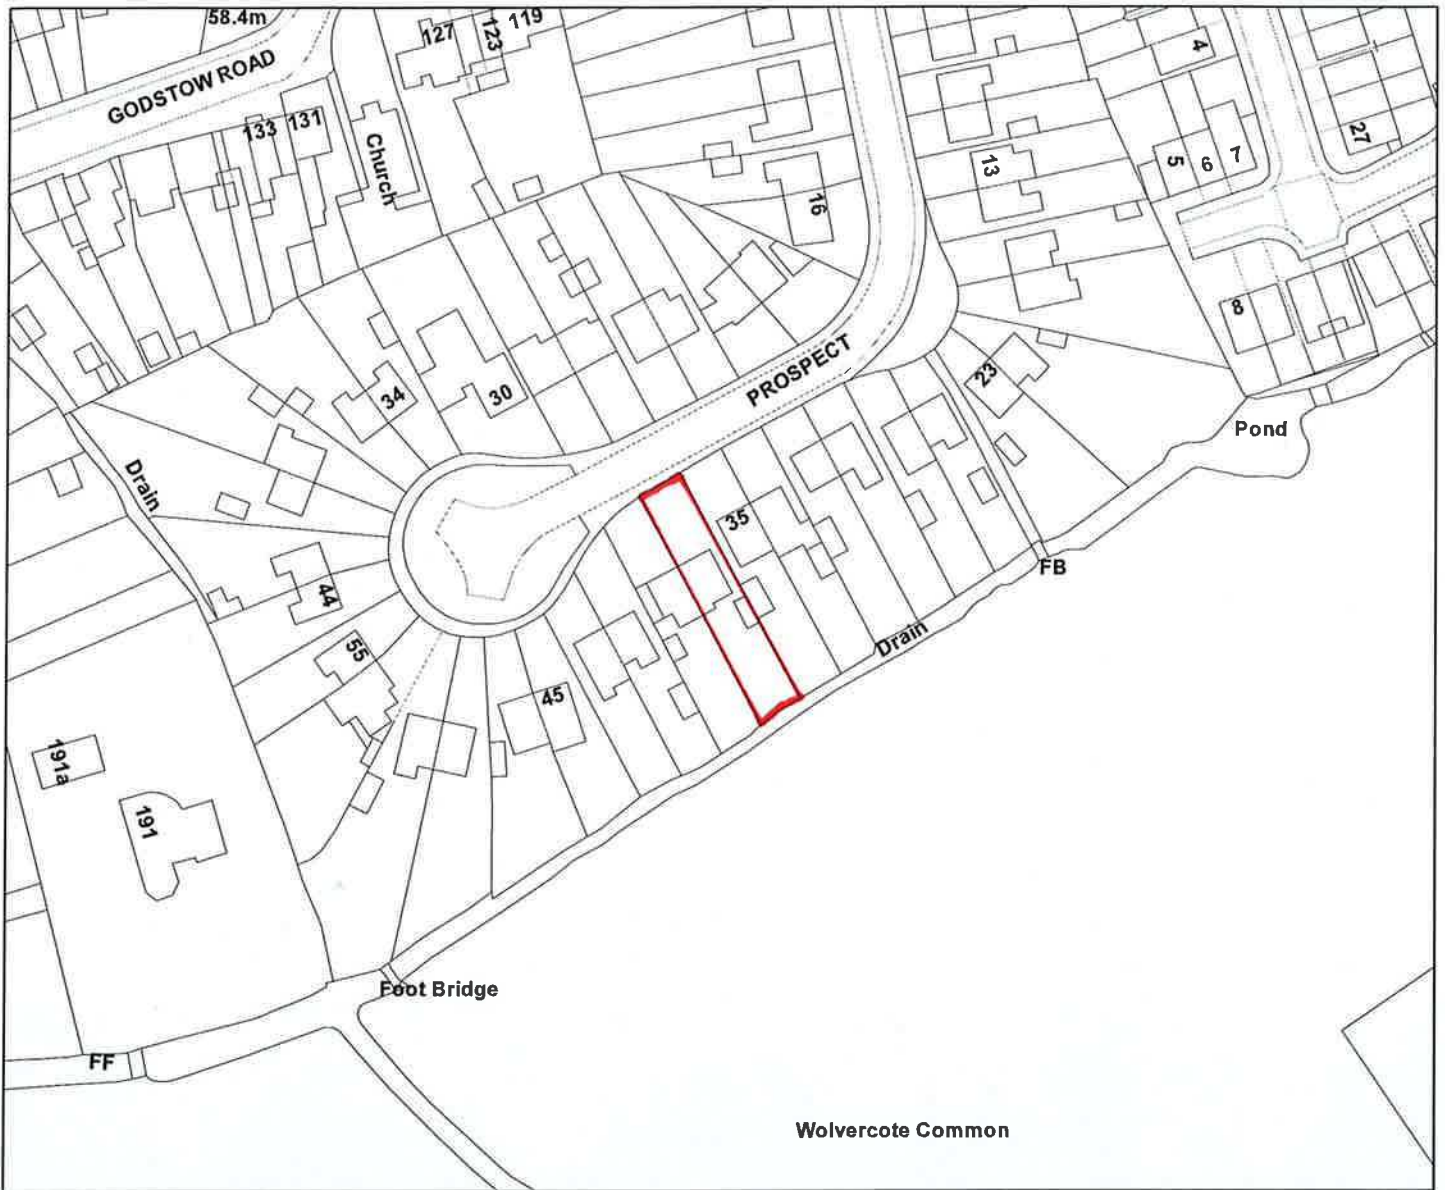 58.4m
127
123
119
4
GODSTOW ROAD
133
131
Church
5
6
7
27
13
16
8
PROSPECT
34
30
23
Pond
Drain
35
FB
44
Drain
55
45
191a
191
Foot Bridge
FF
Wolvercote Common